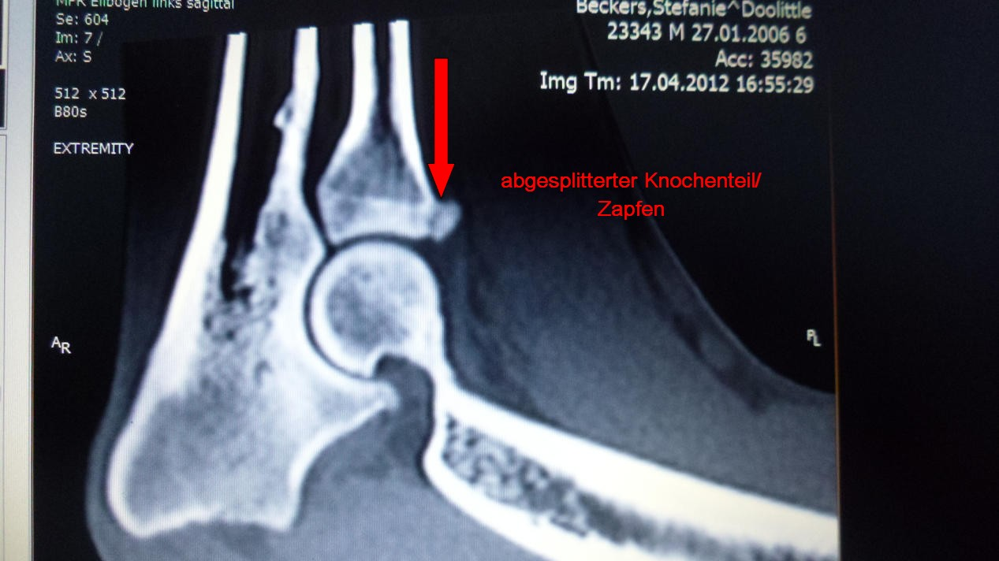 MPR Ellbogen links sagittal
Se: 604
Im: 7 /
Ax: S
512 x 512
B80s
EXTREMITY
Beckers,Stefanie^Doolittle
23343 M 27.01.2006 6
Acc: 35982
Img Tm: 17.04.2012 16:55:29
abgesplitterter Knochenteil/
Zapfen
AR
PL